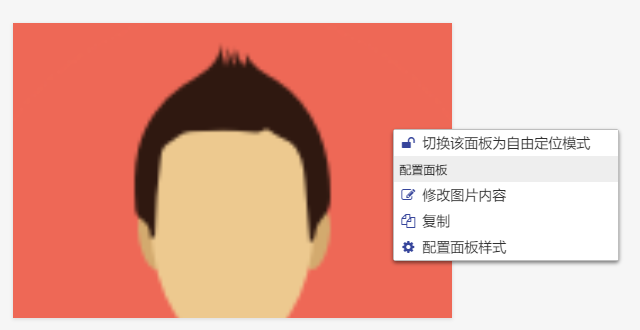 切换该面板为自由定位模式
配置面板
修改图片内容
复制
配置面板样式